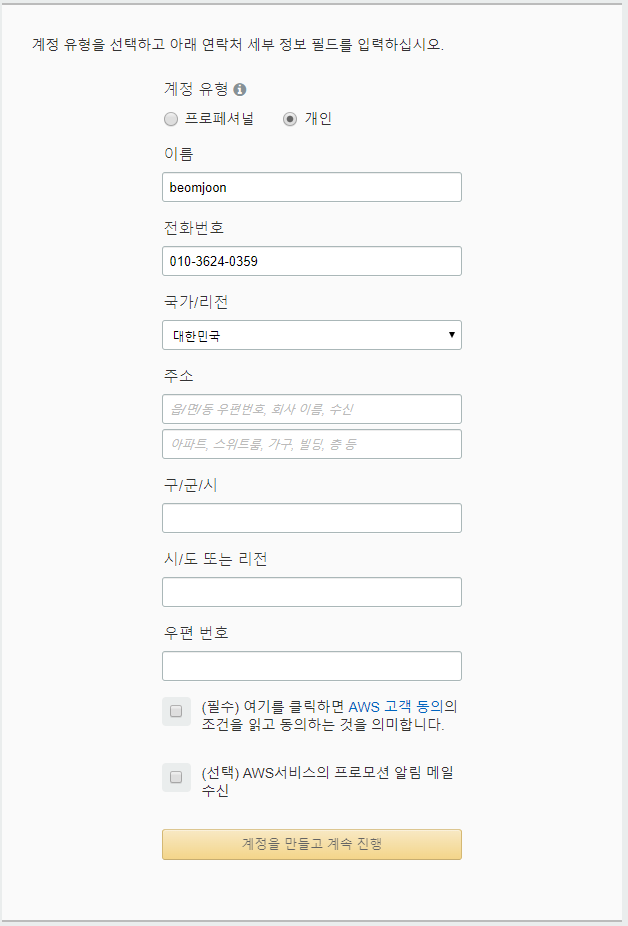 계정 유형을 선택하고 아래 연락처 세부 정보 필드를 입력하십시오.
계정 유형
프로페셔널 개인
이름
beomjoon
전화번호
010-3624-0359
국가/리전
대한민국
주소
읍/면/동 우편번호, 회사 이름, 수신
아파트, 스위트룸, 가구, 빌딩, 층 등
구/군/시
시/도 또는 리전
우편 번호
(필수) 여기를 클릭하면 AWS 고객 동의의
조건을 읽고 동의하는 것을 의미합니다.
(선택) AWS서비스의 프로모션 알림 메일
수신
계정을 만들고 계속 진행